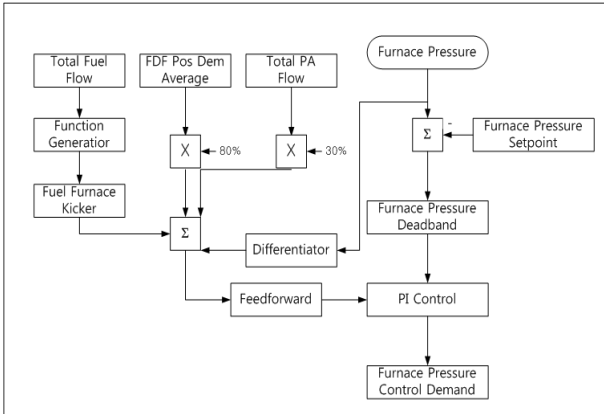 Total Fuel
Flow
FDF Pos Dem
Average
Total PA
Flow
Furnace Pressure
Function
Generatior
X
80%
X
30%
Σ
-
Furnace Pressure
Setpoint
Fuel Furnace
Kicker
Σ
Differentiator
Furnace Pressure
Deadband
Feedforward
PI Control
Furnace Pressure
Control Demand